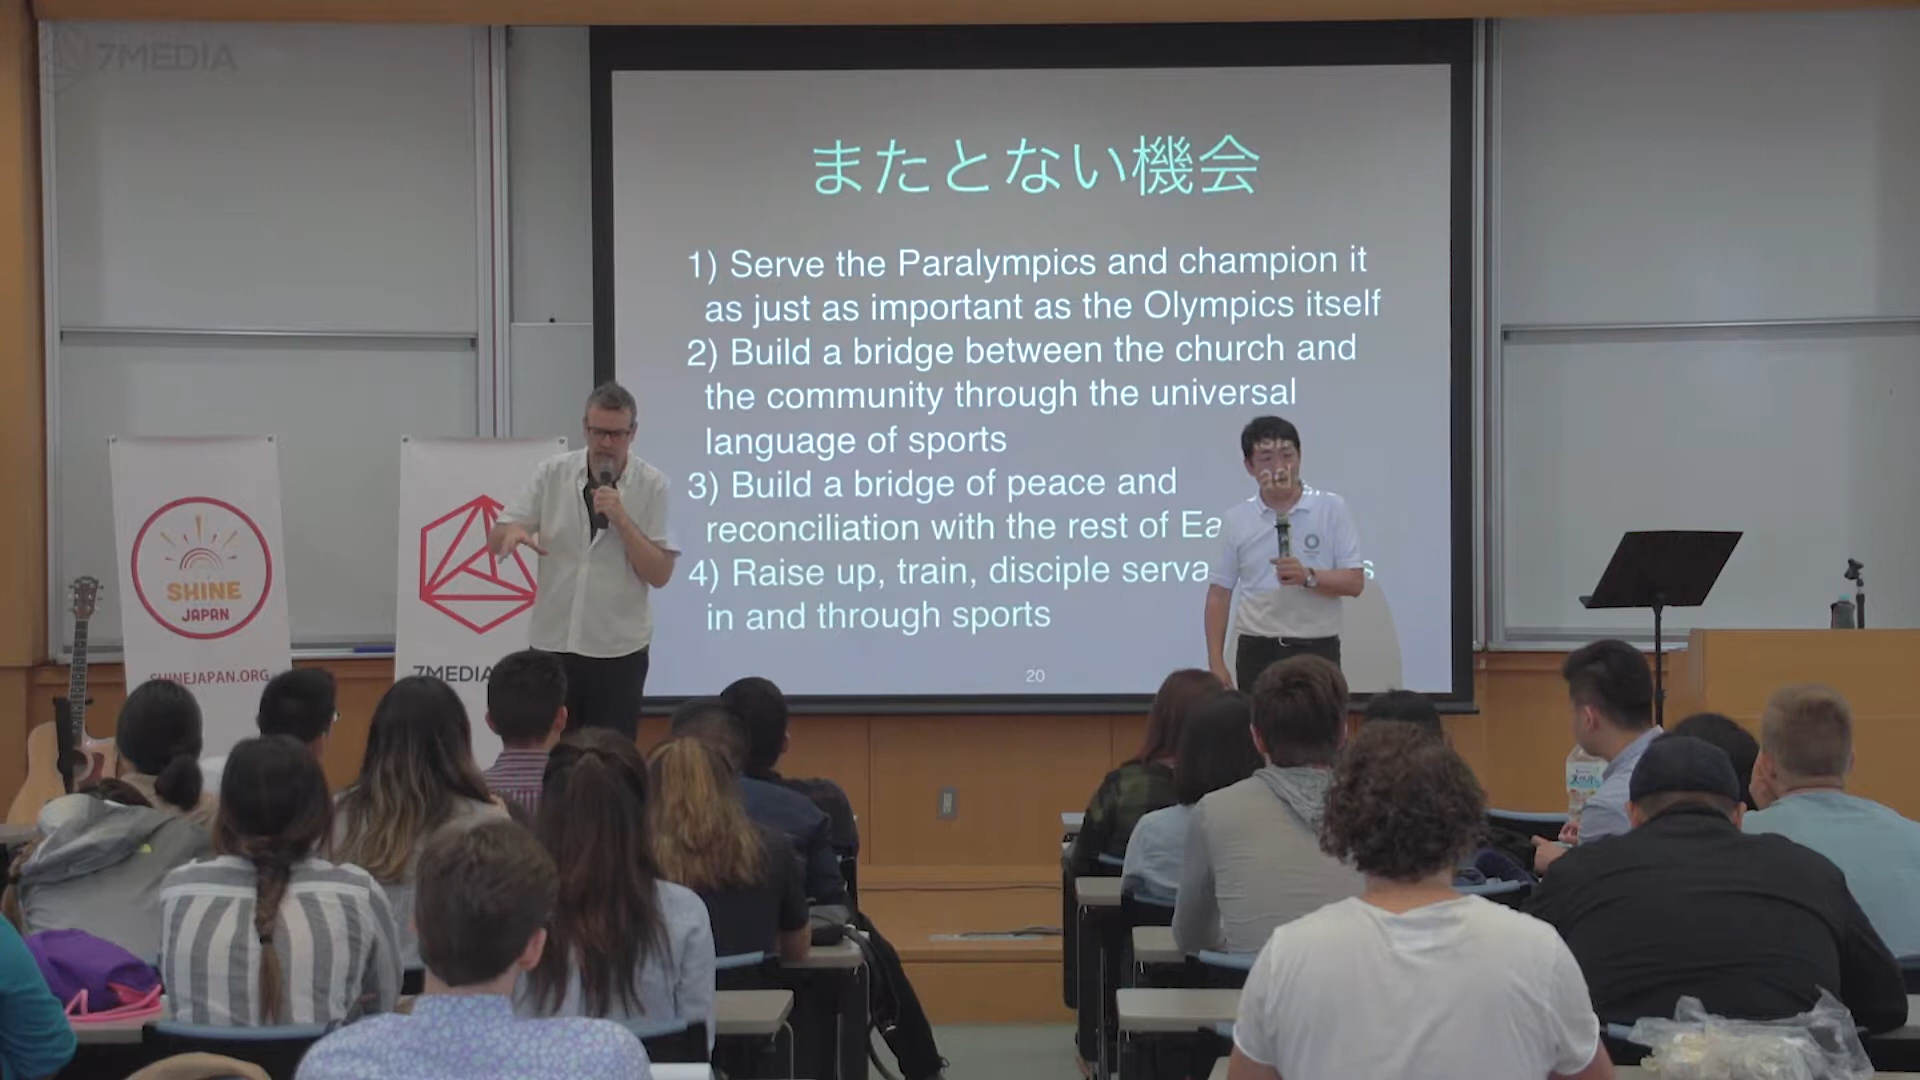 7MEDIA
またとない機会
1) Serve the Paralympics and champion it
as just as important as the Olympics itself
2) Build a bridge between the church and
the community through the universal
language of sports
3) Build a bridge of peace and
reconciliation with the rest of
4) Raise up, train, disciple
in and through sports
20
SHINE
JAPAN
SHINEJAPAN.ORG
7MEDIA